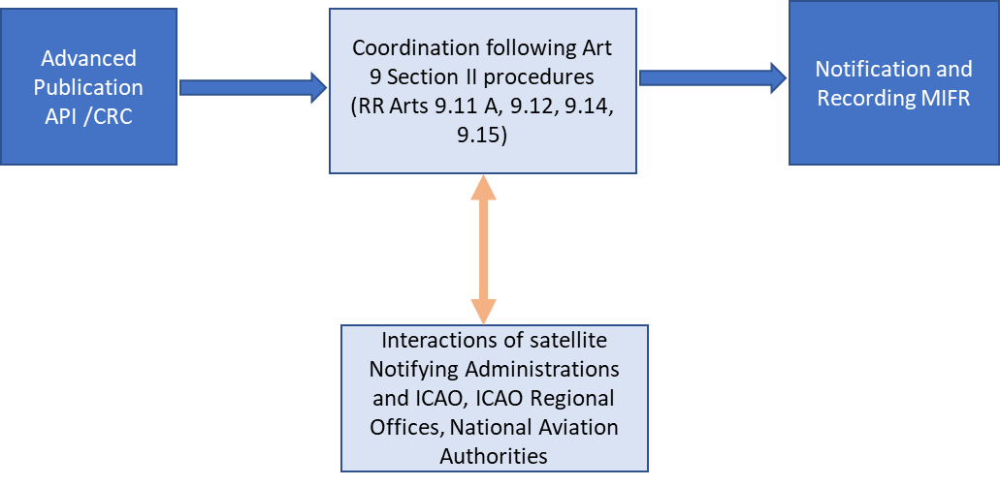 Advanced
Publication
API /CRC
Coordination following Art
9 Section II procedures
(RR Arts 9.11 A, 9.12, 9.14,
9.15)
Notification and
Recording MIFR
Interactions of satellite
Notifying Administrations
and ICAO, ICAO Regional
Offices, National Aviation
Authorities